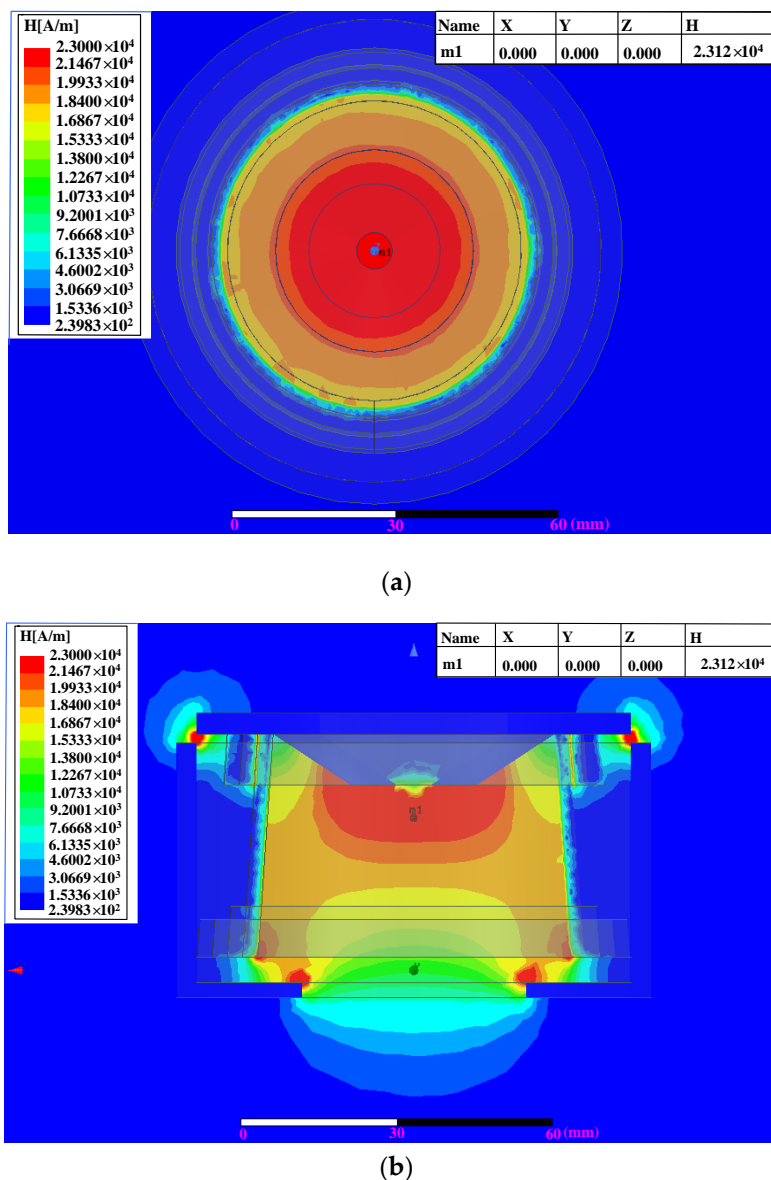 H[A/m]
2.3000×10⁴
2.1467×10⁴
1.9933×10⁴
1.8400×10⁴
1.6867×10⁴
1.5333×10⁴
1.3800×10⁴
1.2267×10⁴
1.0733×10⁴
9.2001×10³
7.6668×10³
6.1335×10³
4.6002×10³
3.0669×10³
1.5336×10³
2.3983×10²
Name X Y Z H
m1 0.000 0.000 0.000 2.312×10⁴
m1
0 30 60 (mm)
(a)
H[A/m]
2.3000×10⁴
2.1467×10⁴
1.9933×10⁴
1.8400×10⁴
1.6867×10⁴
1.5333×10⁴
1.3800×10⁴
1.2267×10⁴
1.0733×10⁴
9.2001×10³
7.6668×10³
6.1335×10³
4.6002×10³
3.0669×10³
1.5336×10³
2.3983×10²
Name X Y Z H
m1 0.000 0.000 0.000 2.312×10⁴
m1
0 30 60 (mm)
(b)